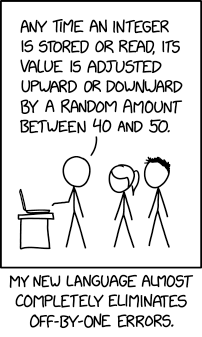 ANY TIME AN INTEGER
IS STORED OR READ, ITS
VALUE IS ADJUSTED
UPWARD OR DOWNWARD
BY A RANDOM AMOUNT
BETWEEN 40 AND 50.
MY NEW LANGUAGE ALMOST
COMPLETELY ELIMINATES
OFF-BY-ONE ERRORS.